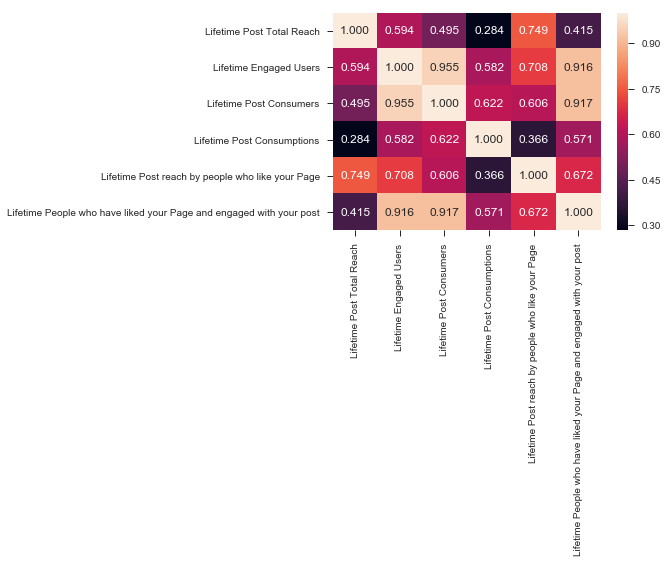 Lifetime Post Total Reach 1.000 0.594 0.495 0.284 0.749 0.415
Lifetime Engaged Users 0.594 1.000 0.955 0.582 0.708 0.916
Lifetime Post Consumers 0.495 0.955 1.000 0.622 0.606 0.917
Lifetime Post Consumptions 0.284 0.582 0.622 1.000 0.366 0.571
Lifetime Post reach by people who like your Page 0.749 0.708 0.606 0.366 1.000 0.672
Lifetime People who have liked your Page and engaged with your post 0.415 0.916 0.917 0.571 0.672 1.000
Lifetime Post Total Reach
Lifetime Engaged Users
Lifetime Post Consumers
Lifetime Post Consumptions
Lifetime Post reach by people who like your Page
Lifetime People who have liked your Page and engaged with your post
0.90
0.75
0.60
0.45
0.30